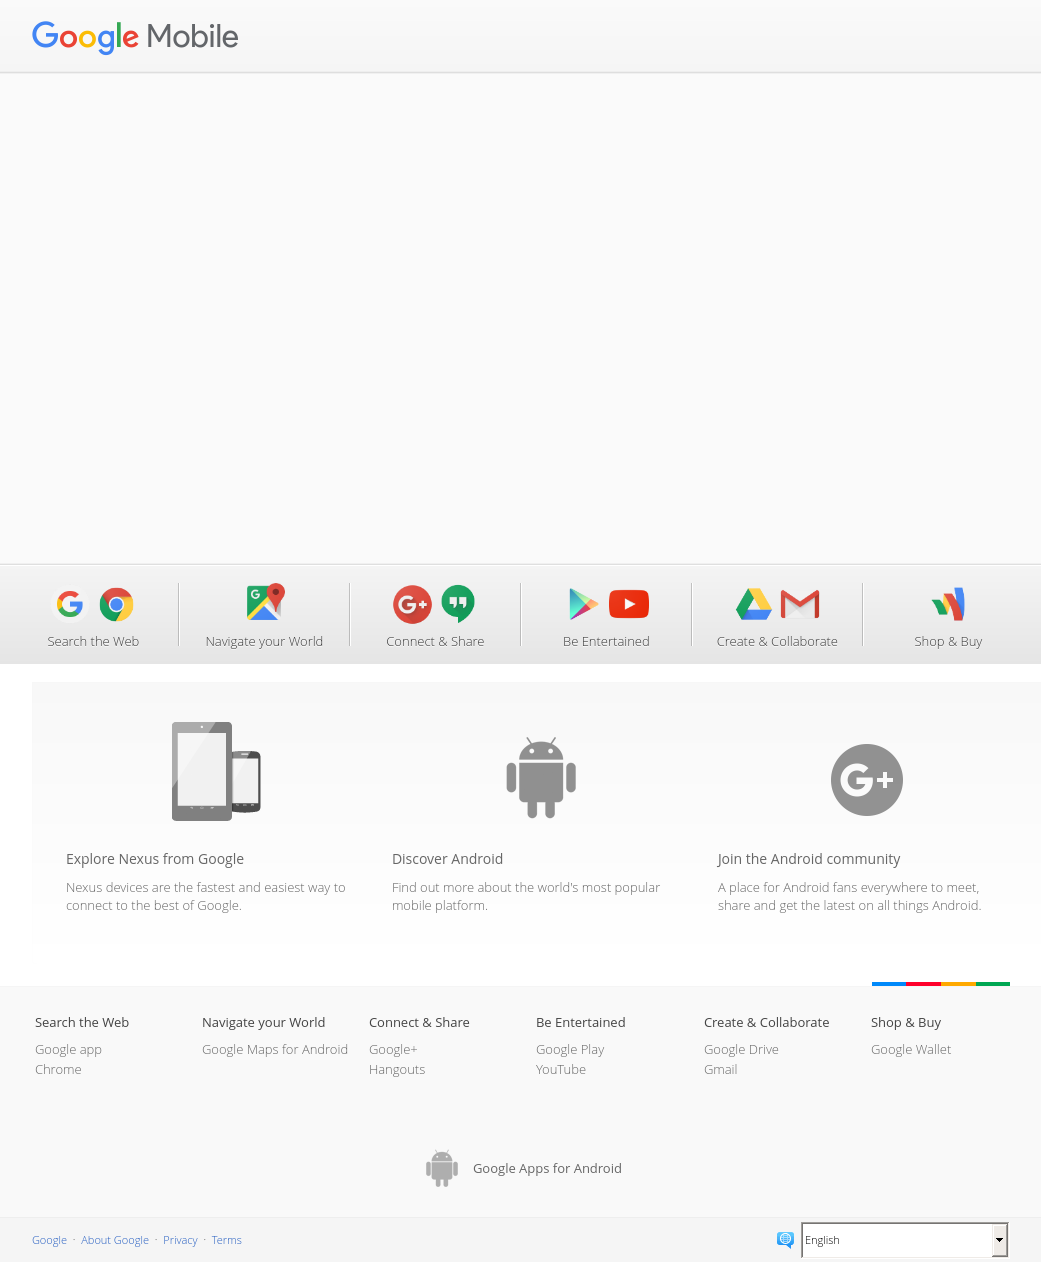 Google Mobile
Search the Web
Navigate your World
Connect & Share
Be Entertained
Create & Collaborate
Shop & Buy
Explore Nexus from Google
Nexus devices are the fastest and easiest way to
connect to the best of Google.
Discover Android
Find out more about the world's most popular
mobile platform.
Join the Android community
A place for Android fans everywhere to meet,
share and get the latest on all things Android.
Search the Web
Google app
Chrome
Navigate your World
Google Maps for Android
Connect & Share
Google+
Hangouts
Be Entertained
Google Play
YouTube
Create & Collaborate
Google Drive
Gmail
Shop & Buy
Google Wallet
Google Apps for Android
Google · About Google · Privacy · Terms
English